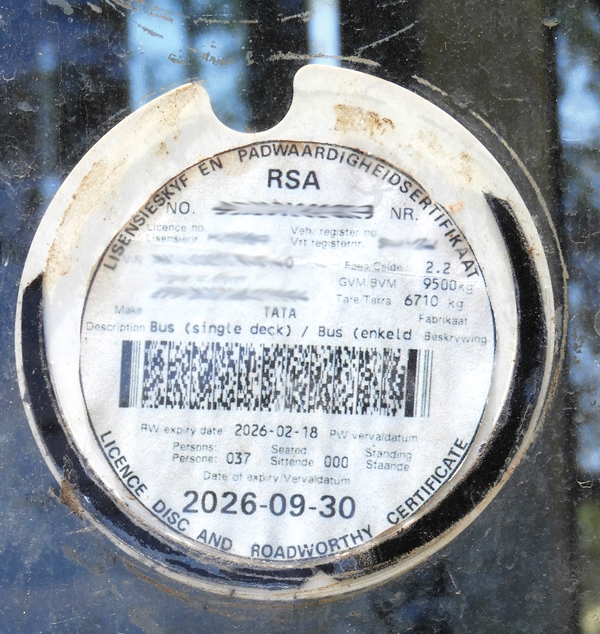 LISENSIESKYF EN PADWAARDIGHEIDSERTIFIKAAT
RSA
NO. NR.
Licence no. Veh. register no.
Lisensienr. Vrt registernr.
Fees/Gelde 2.2
GVM/BVM 9500kg
Tare/Tarra 6710 kg
Make TATA Fabrikaat
Description Bus (single deck) / Bus (enkeld Beskrywing
RW expiry date 2026-02-18 PW vervaldatum
Persons: Seated Standing
Persone: 037 Sittende 000 Staande
Date of expiry/Vervaldatum
2026-09-30
LICENCE DISC AND ROADWORTHY CERTIFICATE